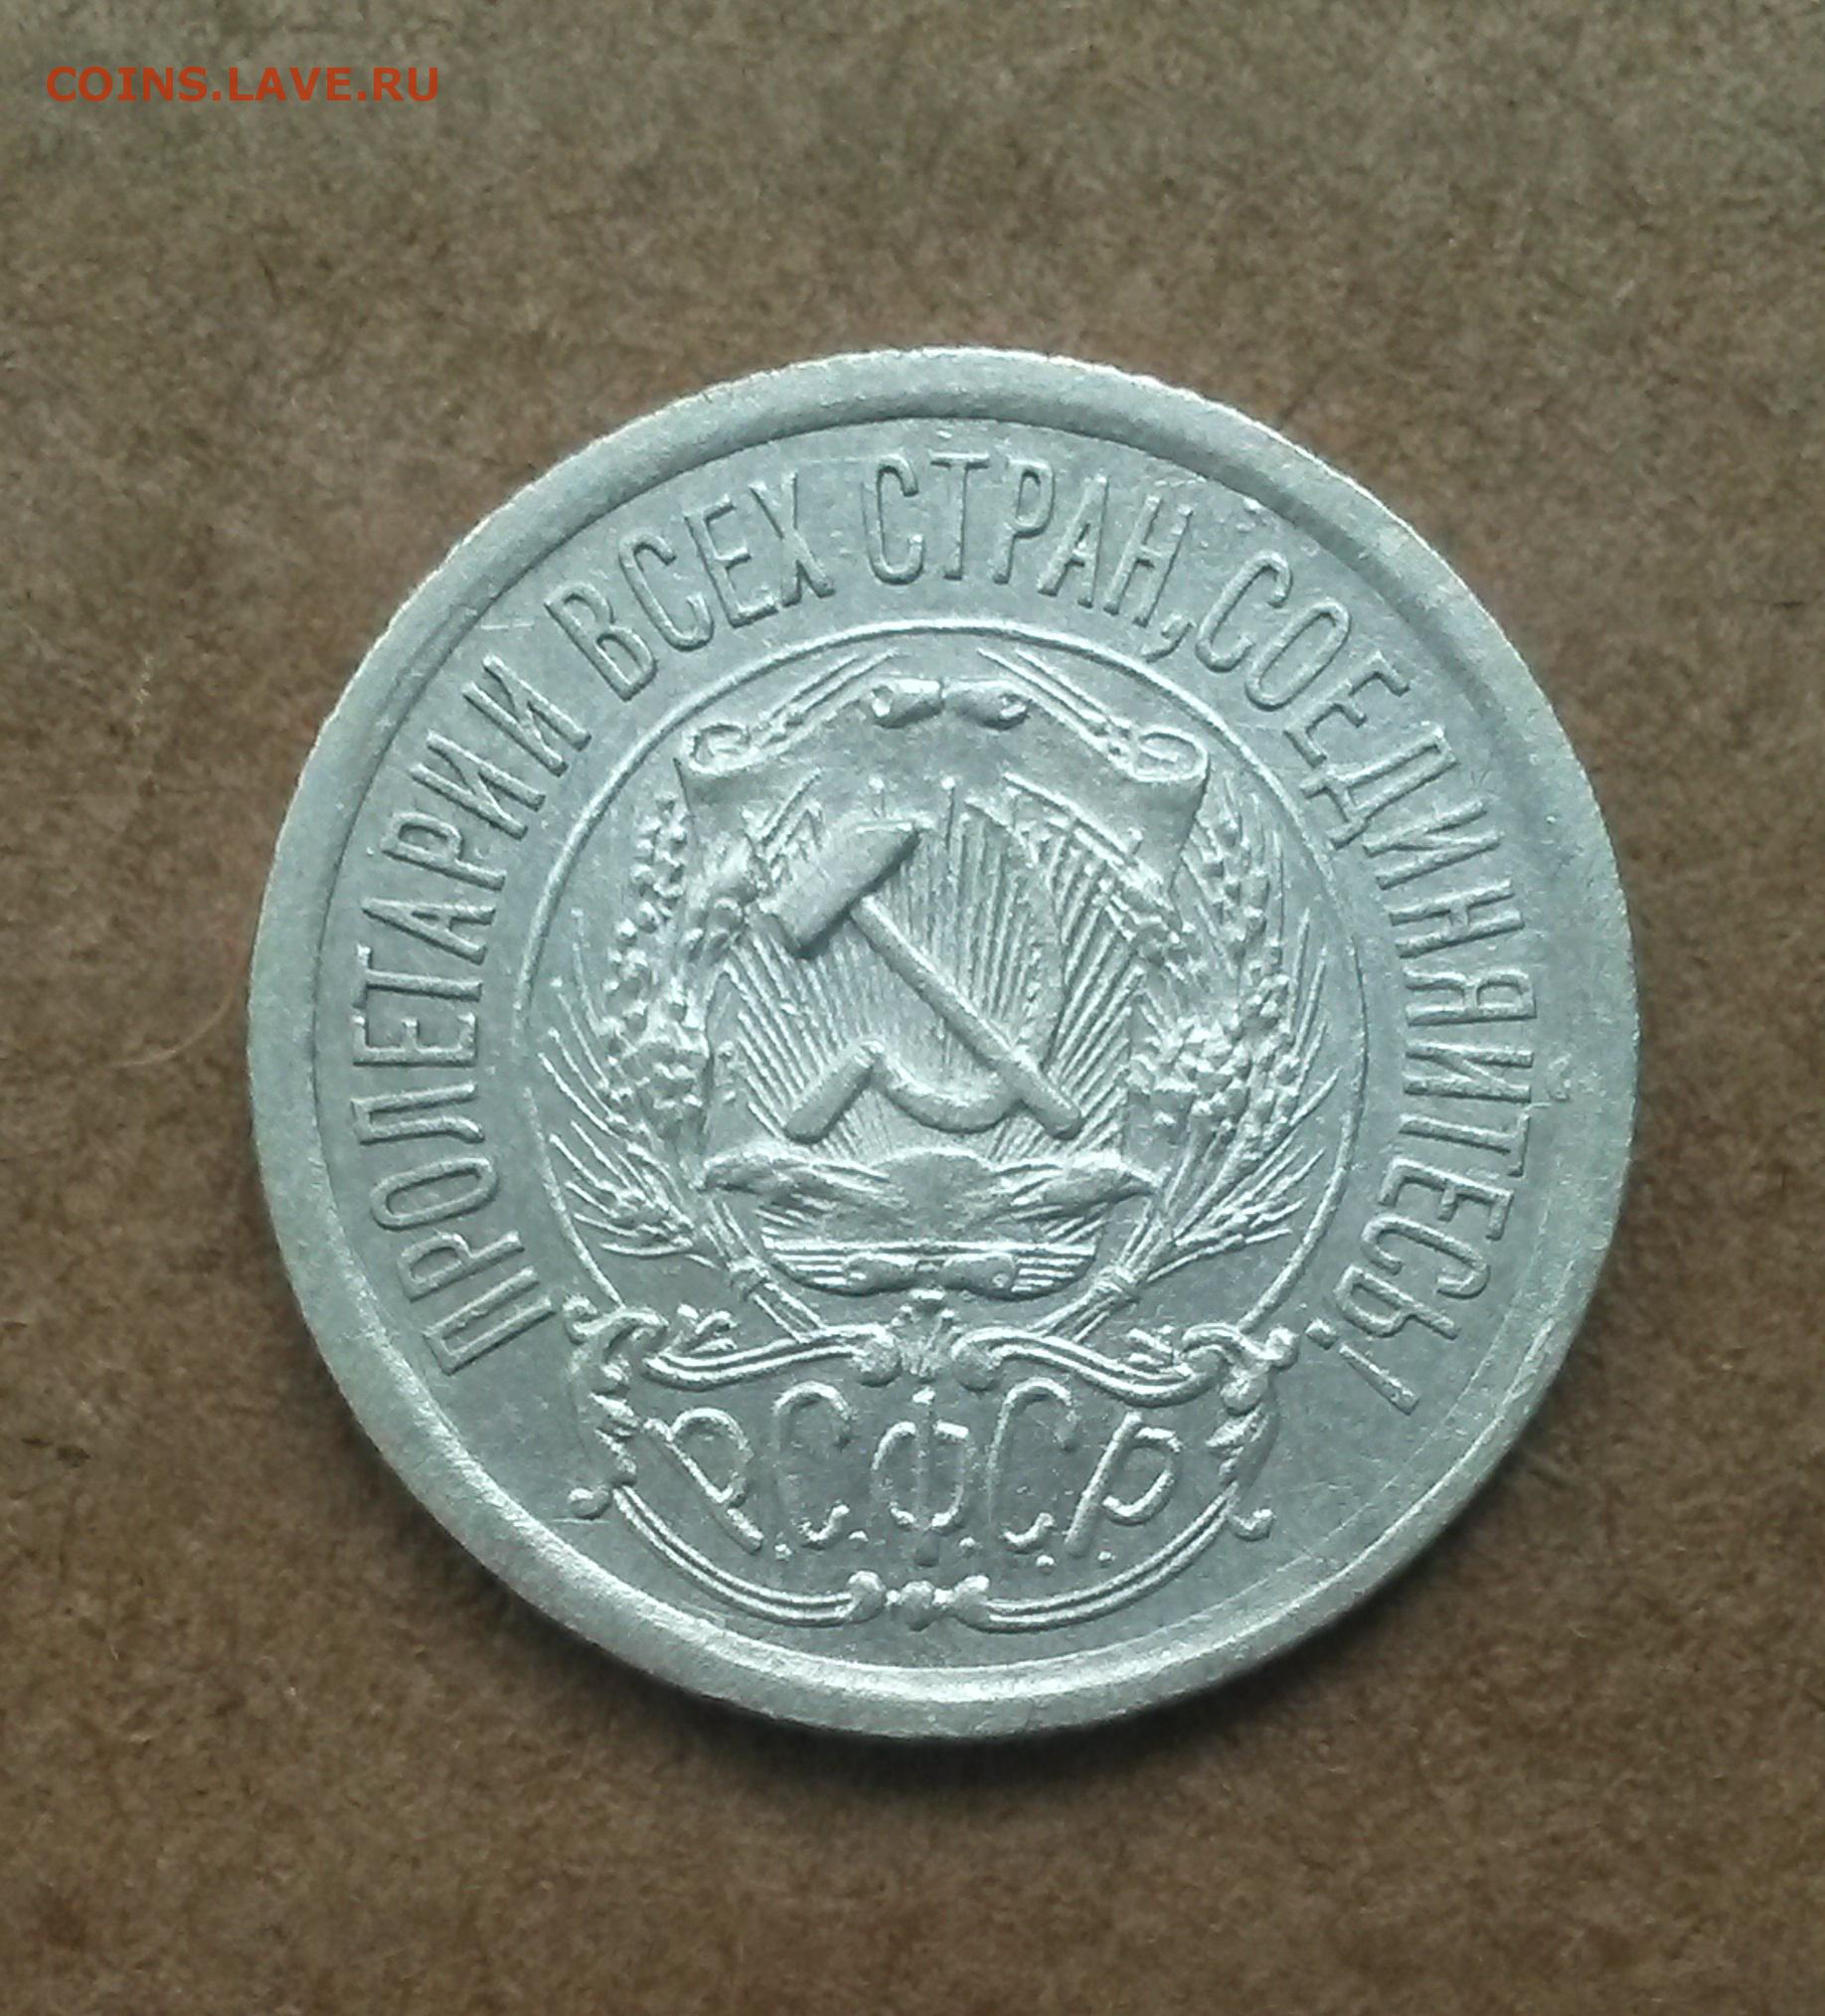 COINS.LAVE.RU
ПРОЛЕТАРИИ ВСЕХ СТРАН, СОЕДИНЯЙТЕСЬ!
Р.С.Ф.С.Р.